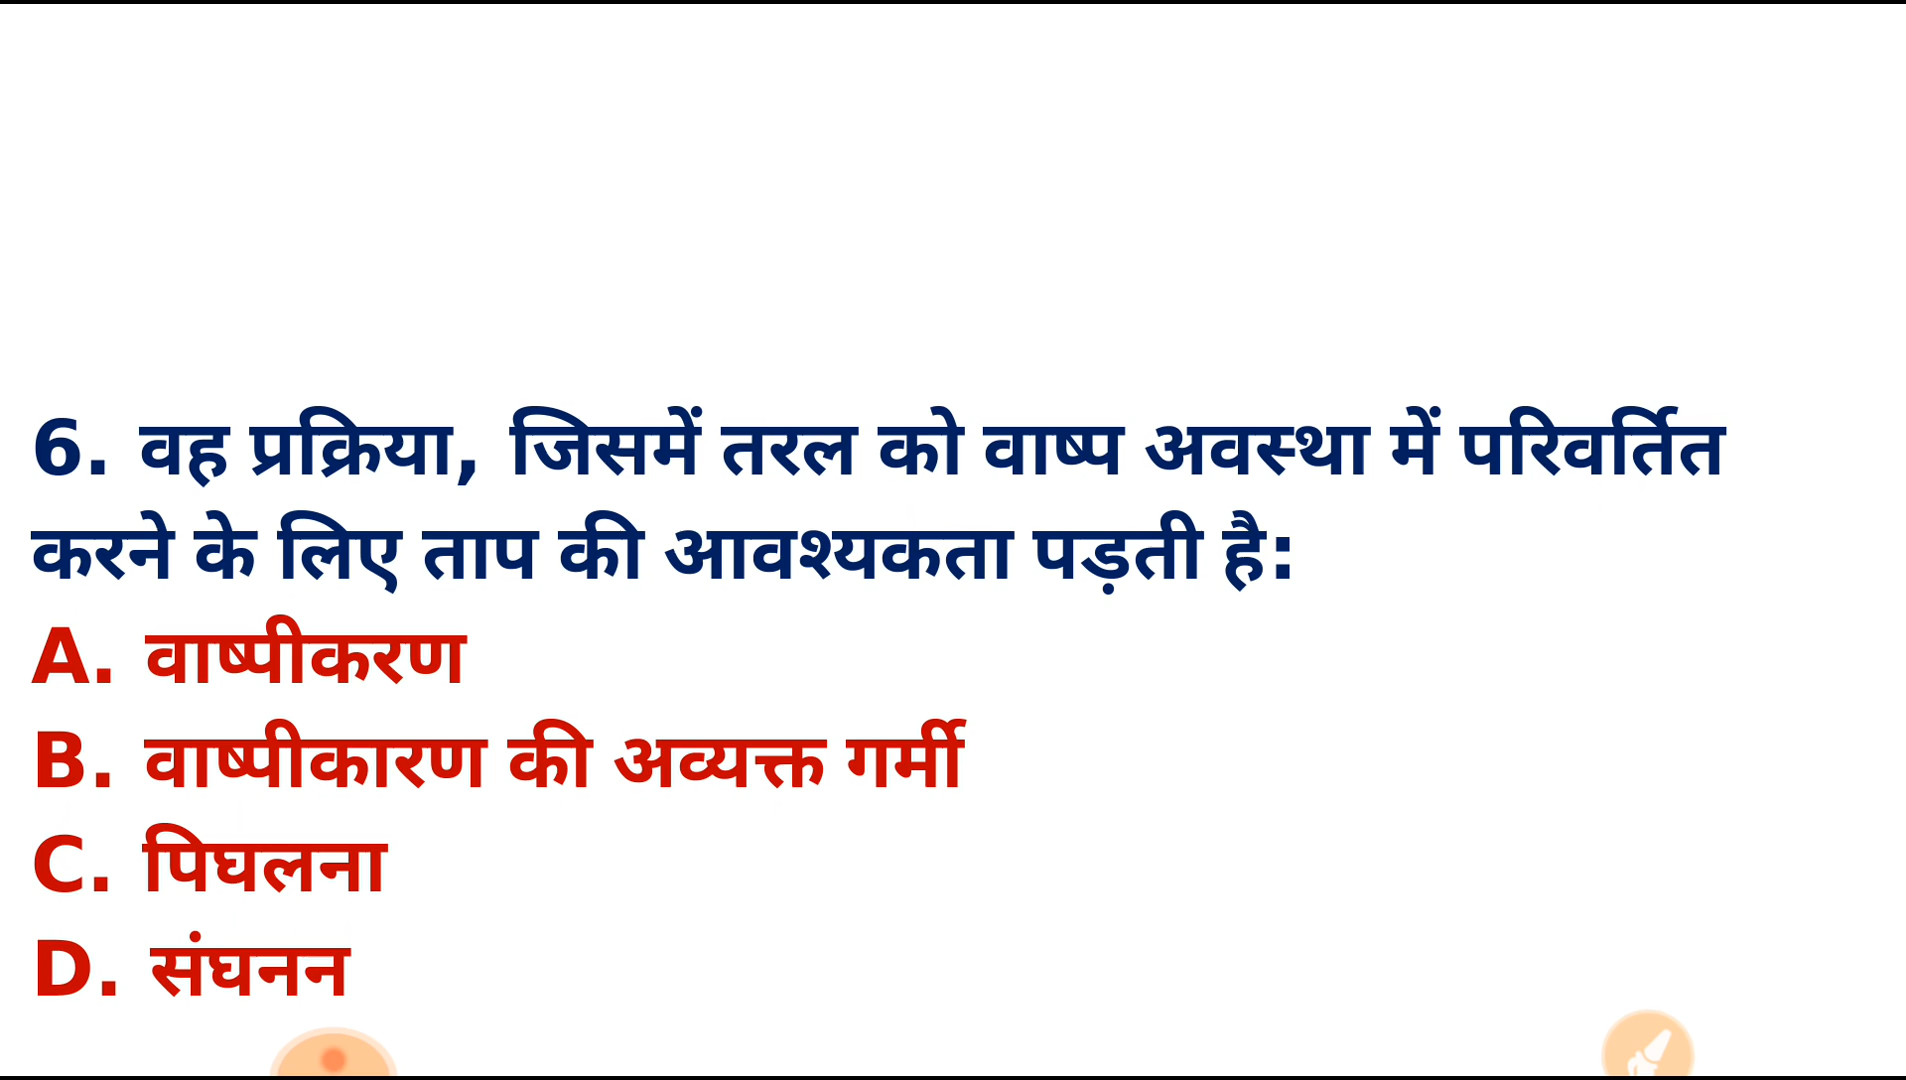 6. वह प्रक्रिया, जिसमें तरल को वाष्प अवस्था में परिवर्तित
करने के लिए ताप की आवश्यकता पड़ती है:
A. वाष्पीकरण
B. वाष्पीकारण की अव्यक्त गर्मी
C. पिघलना
D. संघनन